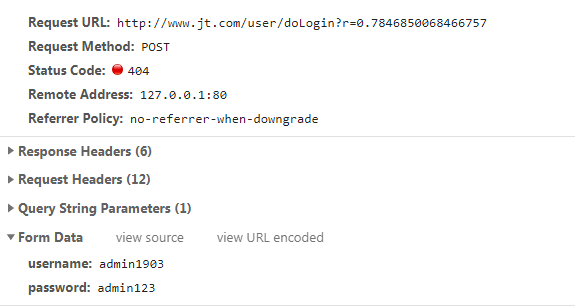 Request URL: http://www.jt.com/user/doLogin?r=0.7846850068466757
Request Method: POST
Status Code: 404
Remote Address: 127.0.0.1:80
Referrer Policy: no-referrer-when-downgrade
Response Headers (6)
Request Headers (12)
Query String Parameters (1)
Form Data view source view URL encoded
username: admin1903
password: admin123